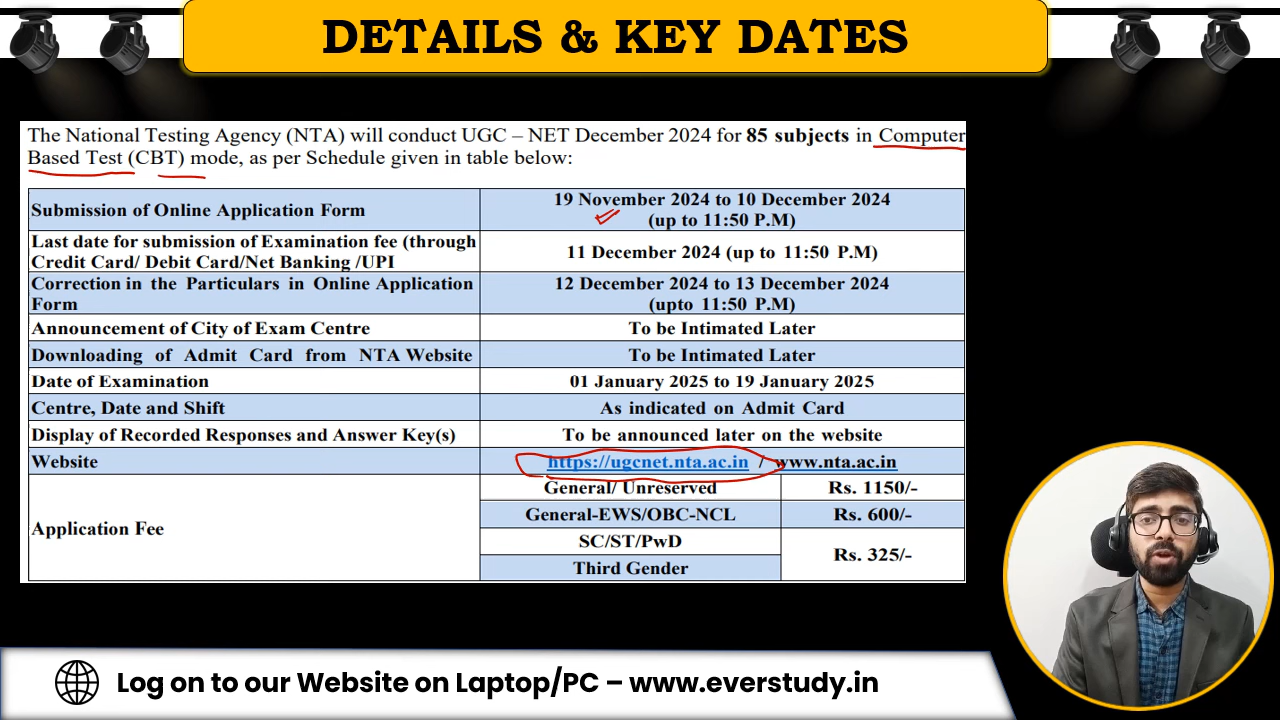 DETAILS & KEY DATES
The National Testing Agency (NTA) will conduct UGC – NET December 2024 for 85 subjects in Computer
Based Test (CBT) mode, as per Schedule given in table below:
Submission of Online Application Form
19 November 2024 to 10 December 2024
(up to 11:50 P.M)
Last date for submission of Examination fee (through
Credit Card/ Debit Card/Net Banking /UPI
11 December 2024 (up to 11:50 P.M)
Correction in the Particulars in Online Application
Form
12 December 2024 to 13 December 2024
(upto 11:50 P.M)
Announcement of City of Exam Centre
To be Intimated Later
Downloading of Admit Card from NTA Website
To be Intimated Later
Date of Examination
01 January 2025 to 19 January 2025
Centre, Date and Shift
As indicated on Admit Card
Display of Recorded Responses and Answer Key(s)
To be announced later on the website
Website
https://ugcnet.nta.ac.in / www.nta.ac.in
Application Fee
General/ Unreserved
Rs. 1150/-
General-EWS/OBC-NCL
Rs. 600/-
SC/ST/PwD
Third Gender
Rs. 325/-
Log on to our Website on Laptop/PC – www.everstudy.in